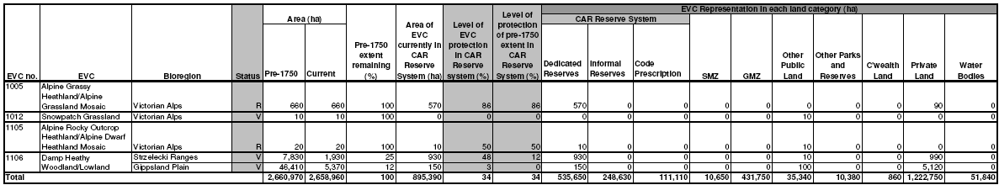 EVC Representation in each land category (ha)
Area (ha)
CAR Reserve System
EVC no.
EVC
Bioregion
Status
Pre-1750
Current
Pre-1750
extent
remaining
(%)
Area of
EVC
currently in
CAR
Reserve
System (ha)
Level of
EVC
protection
in CAR
Reserve
system (%)
Level of
protection
of pre-1750
extent in
CAR
Reserve
System (%)
Dedicated
Reserves
Informal
Reserves
Code
Prescription
SMZ
GMZ
Other
Public
Land
Other Parks
and
Reserves
C'wealth
Land
Private
Land
Water
Bodies
1005 Alpine Grassy
Heathland/Alpine
Grassland Mosaic Victorian Alps R 660 660 100 570 86 86 570 0 0 0 0 0 0 0 90 0
1012 Snowpatch Grassland Victorian Alps V 10 10 100 0 0 0 0 0 0 0 0 10 0 0 0 0
1105 Alpine Rocky Outcrop
Heathland/Alpine Dwarf
Heathland Mosaic Victorian Alps R 20 20 100 10 50 50 10 0 0 0 0 10 0 0 0 0
1106 Damp Heathy Strzelecki Ranges V 7,830 1,930 25 930 48 12 930 0 0 0 0 10 0 0 990 0
Woodland/Lowland Gippsland Plain V 46,410 5,370 12 150 3 0 150 0 0 0 0 100 0 0 5,120 0
Total 2,660,970 2,658,960 100 895,390 34 34 535,650 248,630 111,110 10,650 431,750 35,340 10,380 860 1,222,750 51,840